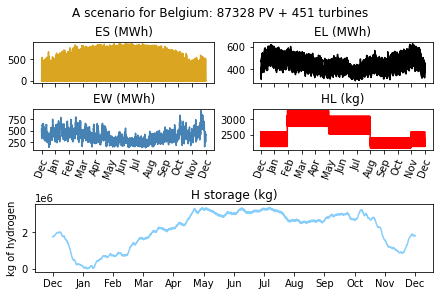 A scenario for Belgium: 87328 PV + 451 turbines
ES (MWh)
EL (MWh)
500
0
600
400
EW (MWh)
HL (kg)
750
500
250
3000
2500
Dec Jan Feb Mar Apr May Jun Jul Aug Sep Oct Nov Dec
Dec Jan Feb Mar Apr May Jun Jul Aug Sep Oct Nov Dec
H storage (kg)
1e6
kg of hydrogen
2
0
Dec Jan Feb Mar Apr May Jun Jul Aug Sep Oct Nov Dec